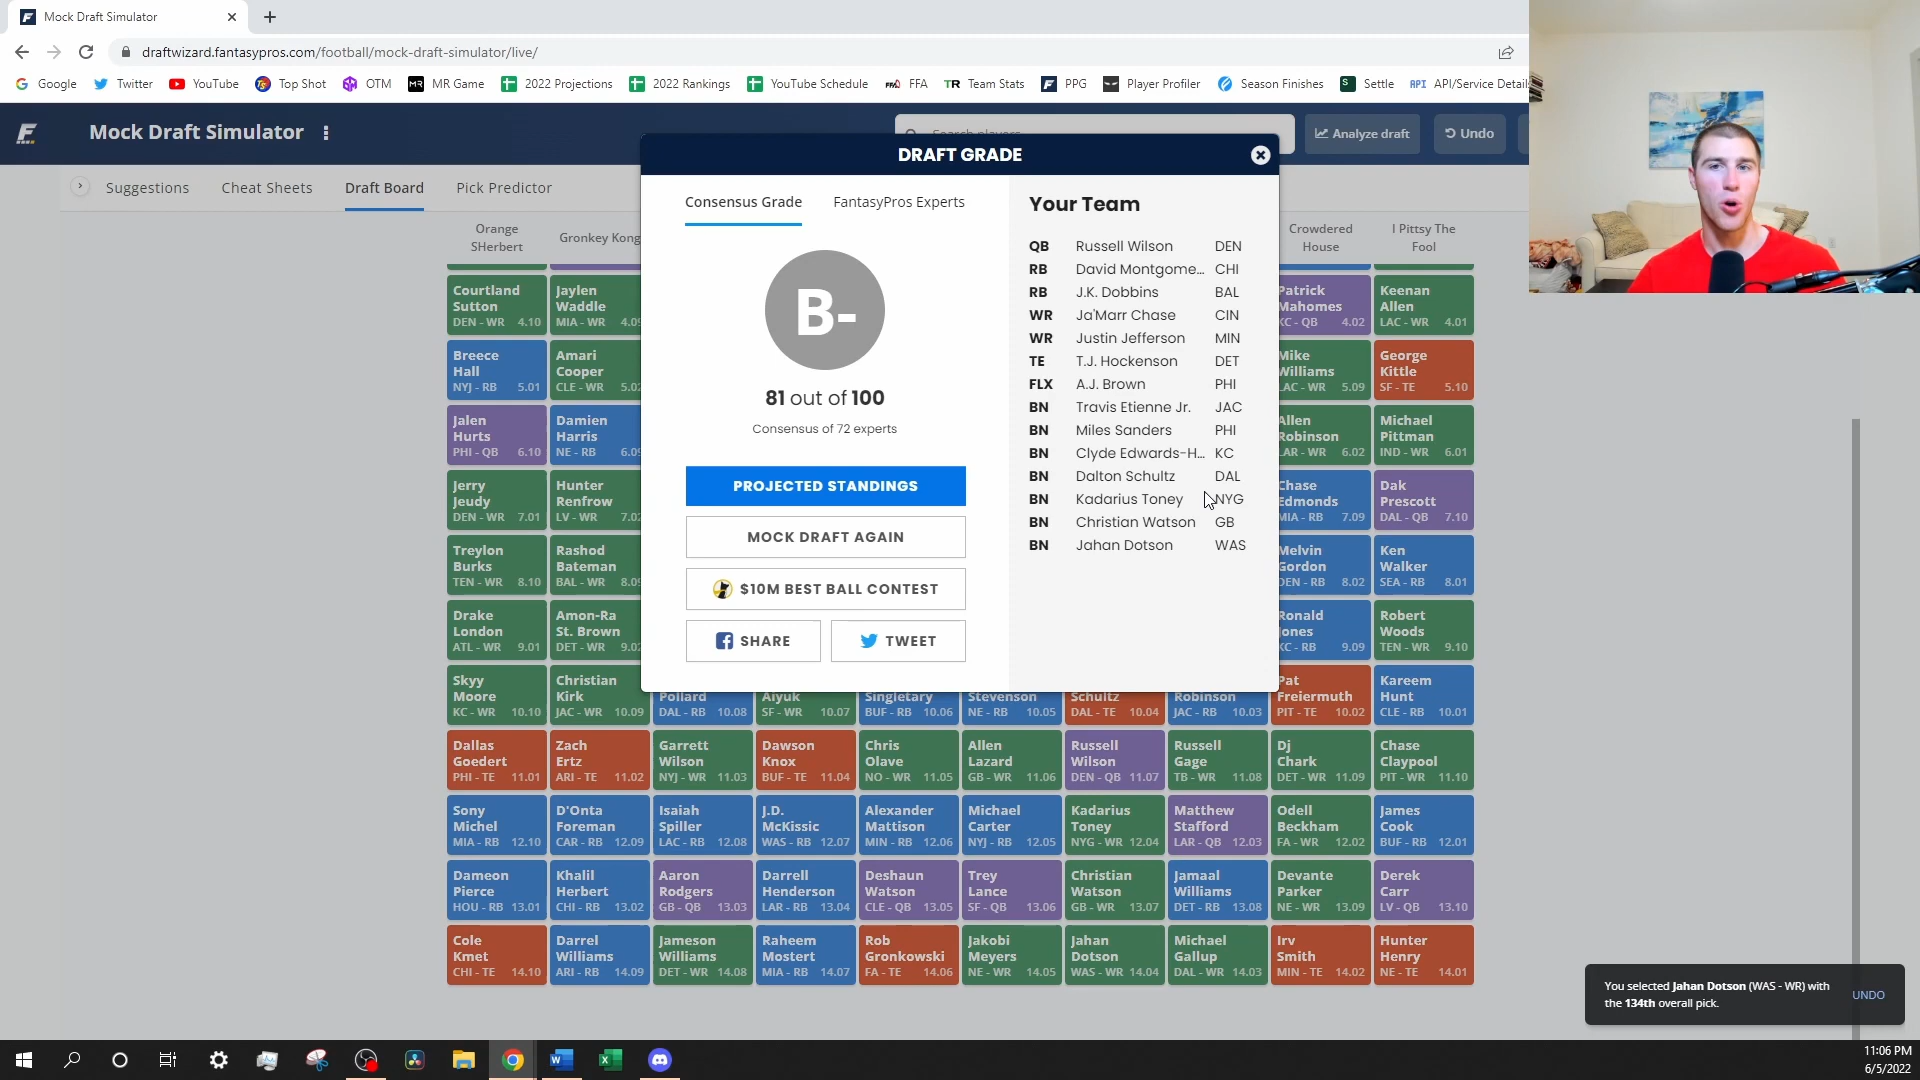 Mock Draft Simulator
draftwizard.fantasypros.com/football/mock-draft-simulator/live/
Google Twitter YouTube Top Shot OTM MR Game 2022 Projections 2022 Rankings YouTube Schedule FFA TR Team Stats PPG Player Profiler Season Finishes S Settle API API/Service Detail
Mock Draft Simulator
Search players
Analyze draft
Undo
Suggestions
Cheat Sheets
Draft Board
Pick Predictor
Orange SHerbert
Gronkey Kong
Crowdered House
I Pittsy The Fool
DRAFT GRADE
Consensus Grade
FantasyPros Experts
B-
81 out of 100
Consensus of 72 experts
PROJECTED STANDINGS
MOCK DRAFT AGAIN
$10M BEST BALL CONTEST
SHARE
TWEET
Your Team
QB Russell Wilson DEN
RB David Montgome... CHI
RB J.K. Dobbins BAL
WR Ja'Marr Chase CIN
WR Justin Jefferson MIN
TE T.J. Hockenson DET
FLX A.J. Brown PHI
BN Travis Etienne Jr. JAC
BN Miles Sanders PHI
BN Clyde Edwards-H... KC
BN Dalton Schultz DAL
BN Kadarius Toney NYG
BN Christian Watson GB
BN Jahan Dotson WAS
Courtland Sutton DEN - WR 4.10
Jaylen Waddle MIA - WR 4.09
Patrick Mahomes KC - QB 4.02
Keenan Allen LAC - WR 4.01
Breece Hall NYJ - RB 5.01
Amari Cooper CLE - WR 5.02
Mike Williams LAC - WR 5.09
George Kittle SF - TE 5.10
Jalen Hurts PHI - QB 6.10
Damien Harris NE - RB 6.09
Allen Robinson LAR - WR 6.02
Michael Pittman IND - WR 6.01
Jerry Jeudy DEN - WR 7.01
Hunter Renfrow LV - WR 7.02
Chase Edmonds MIA - RB 7.09
Dak Prescott DAL - QB 7.10
Treylon Burks TEN - WR 8.10
Rashod Bateman BAL - WR 8.09
Melvin Gordon DEN - RB 8.02
Ken Walker SEA - RB 8.01
Drake London ATL - WR 9.01
Amon-Ra St. Brown DET - WR 9.02
Ronald Jones KC - RB 9.09
Robert Woods TEN - WR 9.10
Skyy Moore KC - WR 10.10
Christian Kirk JAC - WR 10.09
Pollard DAL - RB 10.08
Aiyuk SF - WR 10.07
Singletary BUF - RB 10.06
Stevenson NE - RB 10.05
Schultz DAL - TE 10.04
Robinson JAC - RB 10.03
Pat Freiermuth PIT - TE 10.02
Kareem Hunt CLE - RB 10.01
Dallas Goedert PHI - TE 11.01
Zach Ertz ARI - TE 11.02
Garrett Wilson NYJ - WR 11.03
Dawson Knox BUF - TE 11.04
Chris Olave NO - WR 11.05
Allen Lazard GB - WR 11.06
Russell Wilson DEN - QB 11.07
Russell Gage TB - WR 11.08
Dj Chark DET - WR 11.09
Chase Claypool PIT - WR 11.10
Sony Michel MIA - RB 12.10
D'Onta Foreman CAR - RB 12.09
Isaiah Spiller LAC - RB 12.08
J.D. McKissic WAS - RB 12.07
Alexander Mattison MIN - RB 12.06
Michael Carter NYJ - RB 12.05
Kadarius Toney NYG - WR 12.04
Matthew Stafford LAR - QB 12.03
Odell Beckham FA - WR 12.02
James Cook BUF - RB 12.01
Dameon Pierce HOU - RB 13.01
Khalil Herbert CHI - RB 13.02
Aaron Rodgers GB - QB 13.03
Darrell Henderson LAR - RB 13.04
Deshaun Watson CLE - QB 13.05
Trey Lance SF - QB 13.06
Christian Watson GB - WR 13.07
Jamaal Williams DET - RB 13.08
Devante Parker NE - WR 13.09
Derek Carr LV - QB 13.10
Cole Kmet CHI - TE 14.10
Darrel Williams ARI - RB 14.09
Jameson Williams DET - WR 14.08
Raheem Mostert MIA - RB 14.07
Rob Gronkowski FA - TE 14.06
Jakobi Meyers NE - WR 14.05
Jahan Dotson WAS - WR 14.04
Michael Gallup DAL - WR 14.03
Irv Smith MIN - TE 14.02
Hunter Henry NE - TE 14.01
You selected Jahan Dotson (WAS - WR) with
the 134th overall pick.
UNDO
11:06 PM
6/5/2022